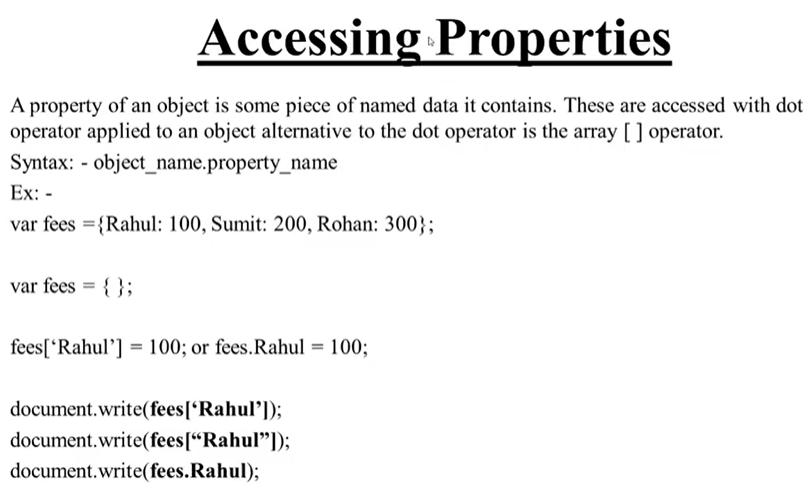 Accessing Properties
A property of an object is some piece of named data it contains. These are accessed with dot
operator applied to an object alternative to the dot operator is the array [ ] operator.
Syntax: - object_name.property_name
Ex: -
var fees ={Rahul: 100, Sumit: 200, Rohan: 300};
var fees = { };
fees[‘Rahul’] = 100; or fees.Rahul = 100;
document.write(fees[‘Rahul’]);
document.write(fees[“Rahul”]);
document.write(fees.Rahul);